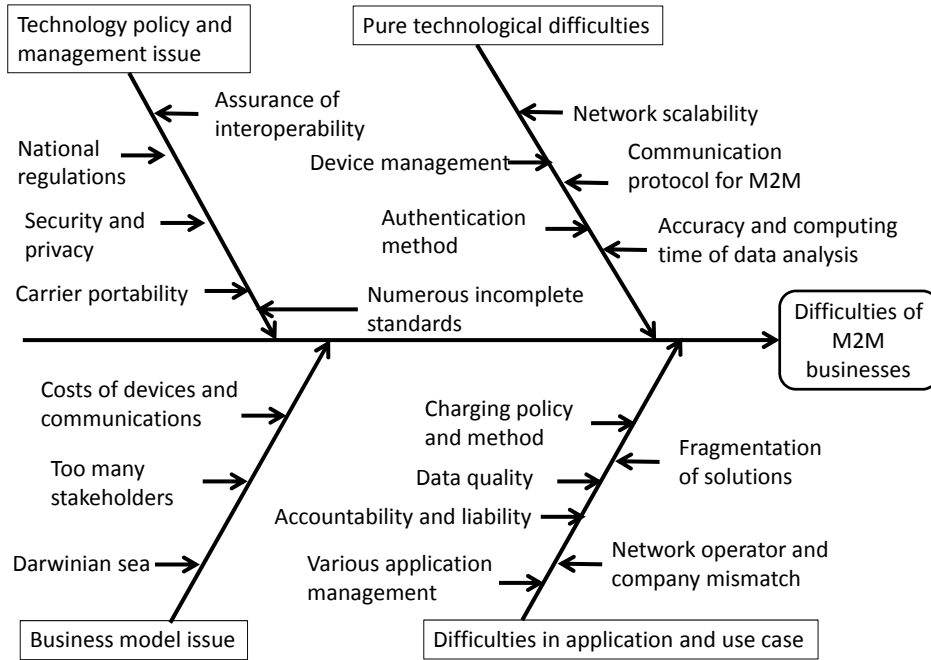 Technology policy and
management issue
Pure technological difficulties
Assurance of
interoperability
National
regulations
Security and
privacy
Carrier portability
Numerous incomplete
standards
Network scalability
Device management
Communication
protocol for M2M
Authentication
method
Accuracy and computing
time of data analysis
Difficulties of
M2M
businesses
Costs of devices and
communications
Too many
stakeholders
Darwinian sea
Business model issue
Charging policy
and method
Fragmentation
of solutions
Data quality
Accountability and liability
Network operator and
company mismatch
Various application
management
Difficulties in application and use case